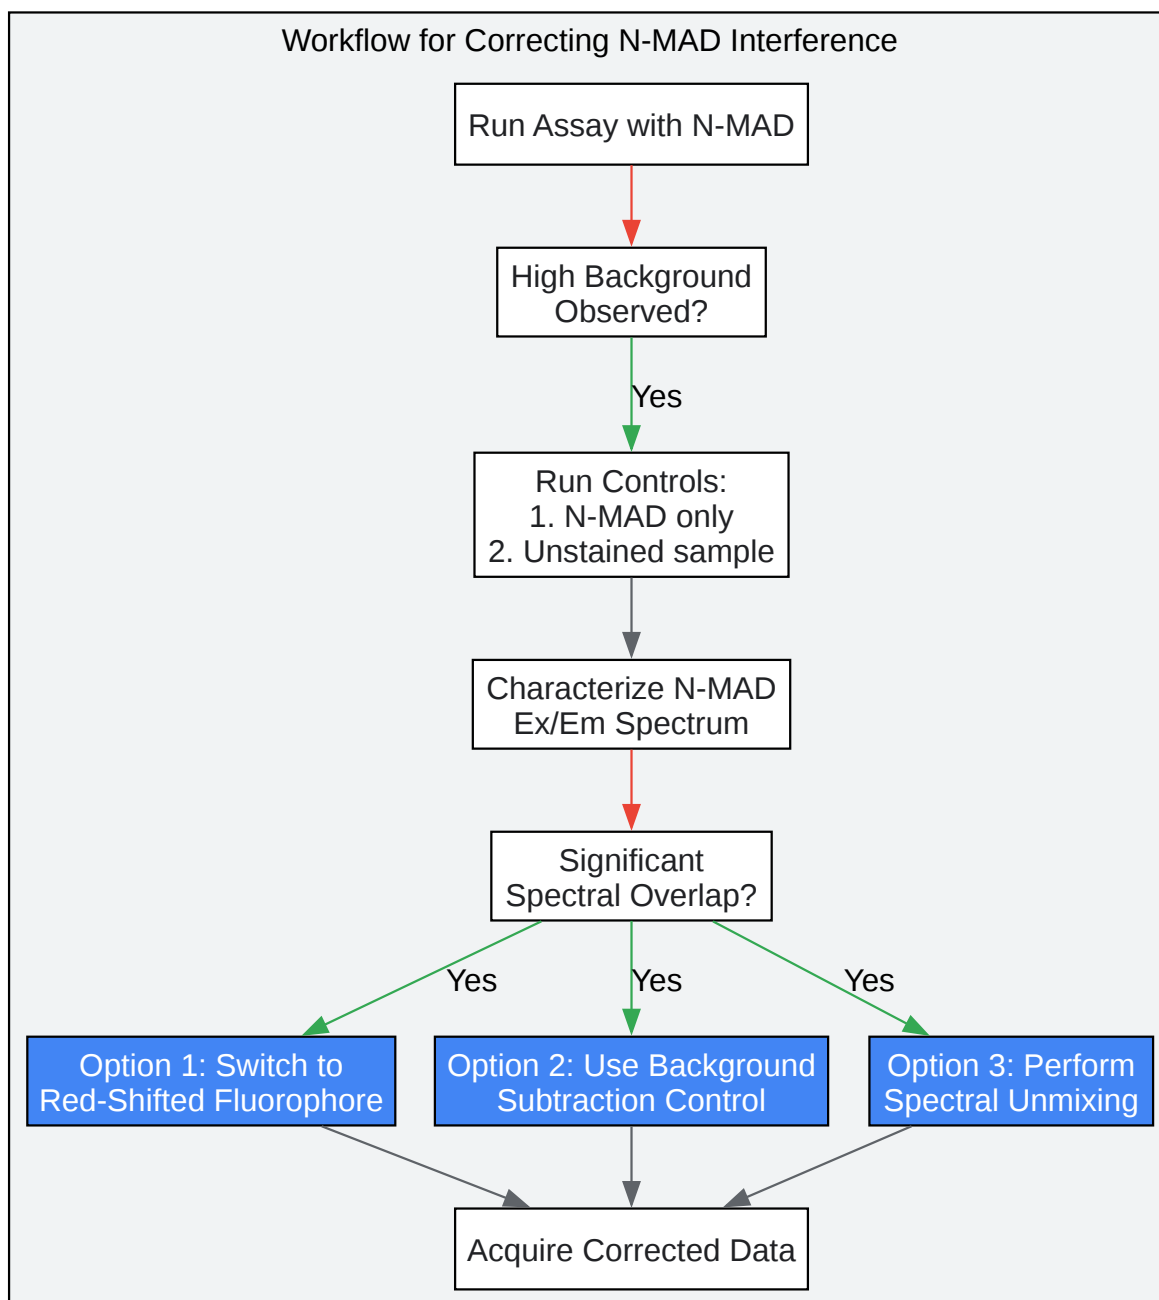 Workflow for Correcting N-MAD Interference
Run Assay with N-MAD
High Background
Observed?
Yes
Run Controls:
1. N-MAD only
2. Unstained sample
Characterize N-MAD
Ex/Em Spectrum
Significant
Spectral Overlap?
Yes
Yes
Yes
Option 1: Switch to
Red-Shifted Fluorophore
Option 2: Use Background
Subtraction Control
Option 3: Perform
Spectral Unmixing
Acquire Corrected Data